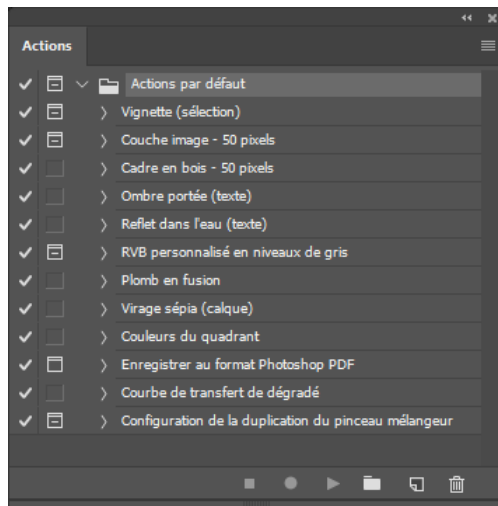 Actions
Actions par défaut
Vignette (sélection)
Couche image - 50 pixels
Cadre en bois - 50 pixels
Ombre portée (texte)
Reflet dans l'eau (texte)
RVB personnalisé en niveaux de gris
Plomb en fusion
Virage sépia (calque)
Couleurs du quadrant
Enregistrer au format Photoshop PDF
Courbe de transfert de dégradé
Configuration de la duplication du pinceau mélangeur